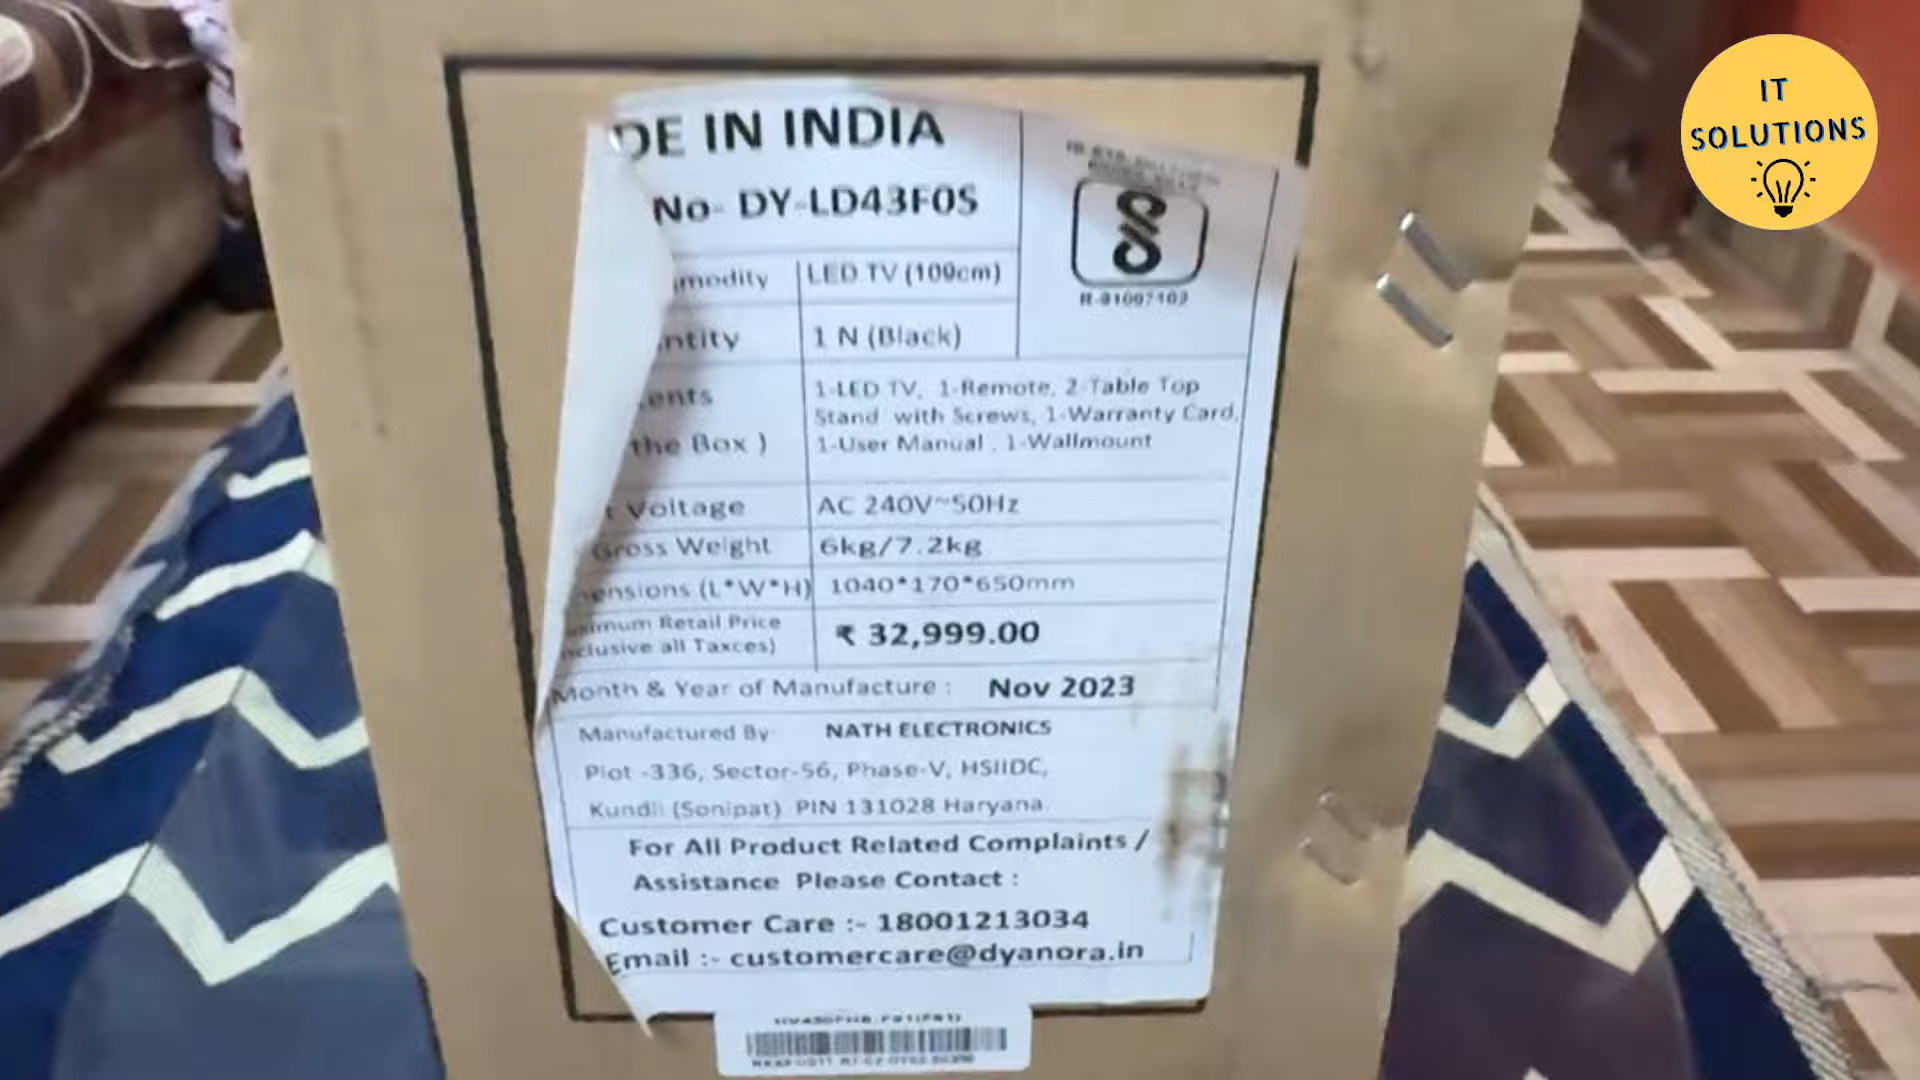 DE IN INDIA
No- DY-LD43F0S
modity LED TV (109cm)
ntity 1 N (Black)
ents 1-LED TV, 1-Remote, 2-Table Top
Stand with Screws, 1-Warranty Card,
the Box ) 1-User Manual , 1-Wallmount
t Voltage AC 240V~50Hz
Gross Weight 6kg/7.2kg
ensions (L*W*H) 1040*170*650mm
ximum Retail Price
nclusive all Taxces) ₹ 32,999.00
Month & Year of Manufacture : Nov 2023
Manufactured By NATH ELECTRONICS
Plot -336, Sector-56, Phase-V, HSIIDC,
Kundli (Sonipat) PIN 131028 Haryana.
For All Product Related Complaints /
Assistance Please Contact :
Customer Care :- 18001213034
Email :- customercare@dyanora.in
IT
SOLUTIONS